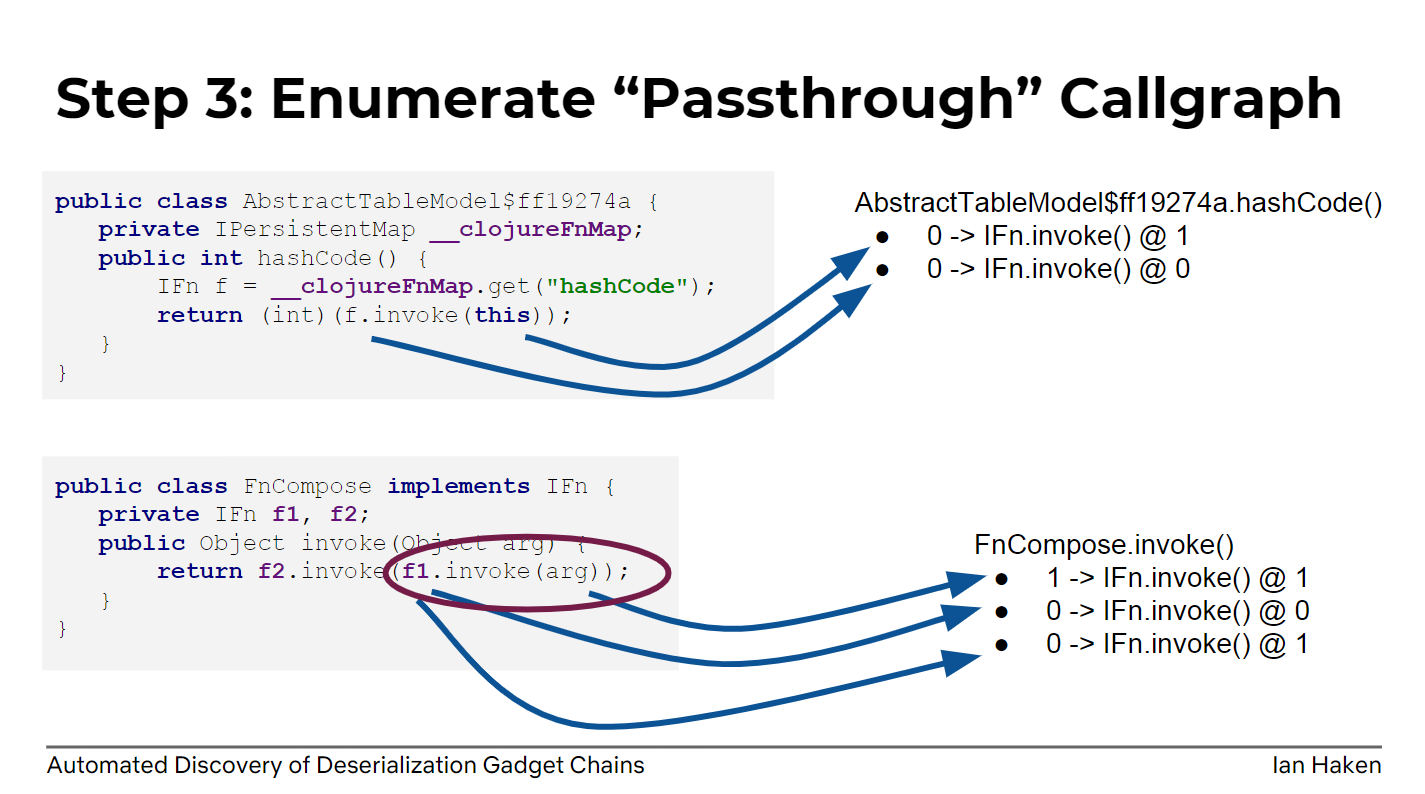 Step 3: Enumerate “Passthrough” Callgraph
public class AbstractTableModel$ff19274a {
private IPersistentMap __clojureFnMap;
public int hashCode() {
IFn f = __clojureFnMap.get("hashCode");
return (int)(f.invoke(this));
}
}
AbstractTableModel$ff19274a.hashCode()
● 0 -> IFn.invoke() @ 1
● 0 -> IFn.invoke() @ 0
public class FnCompose implements IFn {
private IFn f1, f2;
public Object invoke(Object arg) {
return f2.invoke(f1.invoke(arg));
}
}
FnCompose.invoke()
● 1 -> IFn.invoke() @ 1
● 0 -> IFn.invoke() @ 0
● 0 -> IFn.invoke() @ 1
Automated Discovery of Deserialization Gadget Chains
Ian Haken